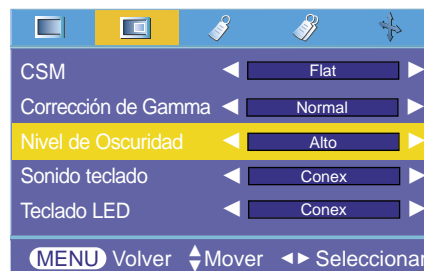 CSM Flat
Corrección de Gamma Normal
Nivel de Oscuridad Alto
Sonido teclado Conex
Teclado LED Conex
MENU Volver Mover Seleccionar